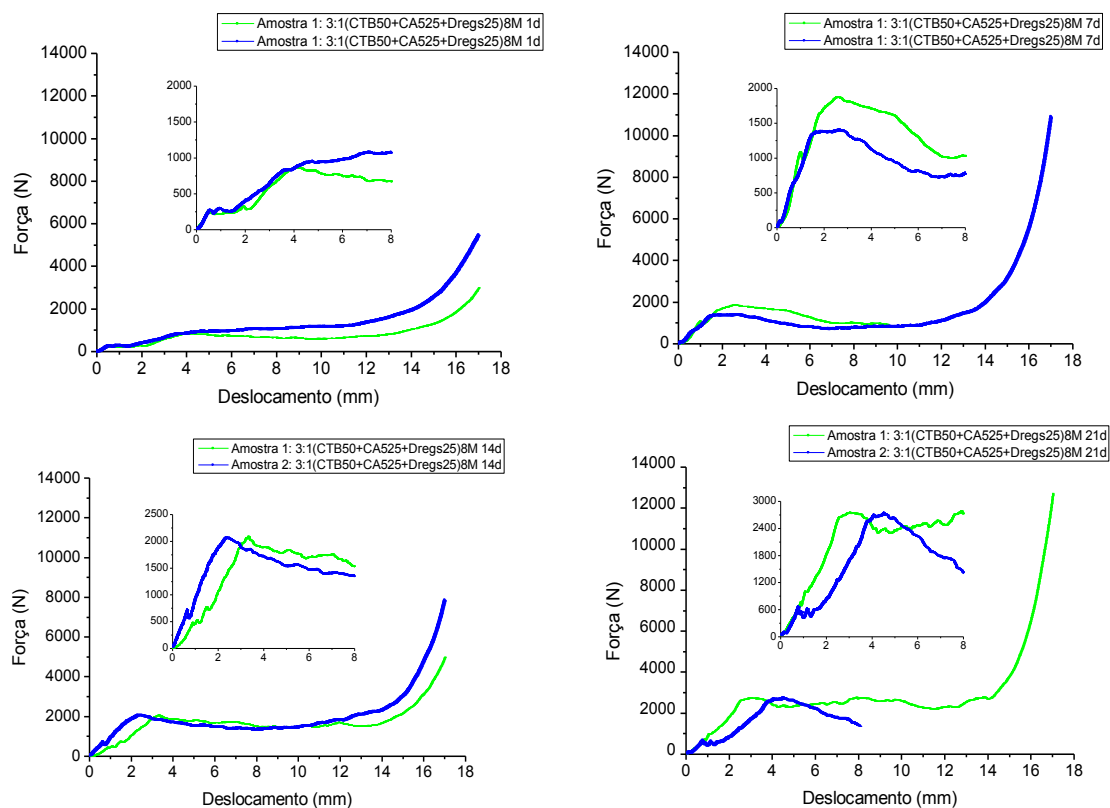 Amostra 1: 3:1(CTB50+CA525+Dregs25)8M 1d
Amostra 1: 3:1(CTB50+CA525+Dregs25)8M 1d
14000
12000
10000
8000
6000
4000
2000
0
Força (N)
2000
1500
1000
500
0
0 2 4 6 8
0 2 4 6 8 10 12 14 16 18
Deslocamento (mm)
Amostra 1: 3:1(CTB50+CA525+Dregs25)8M 7d
Amostra 1: 3:1(CTB50+CA525+Dregs25)8M 7d
14000
12000
10000
8000
6000
4000
2000
0
Força (N)
2000
1500
1000
500
0
0 2 4 6 8
0 2 4 6 8 10 12 14 16 18
Deslocamento (mm)
Amostra 1: 3:1(CTB50+CA525+Dregs25)8M 14d
Amostra 2: 3:1(CTB50+CA525+Dregs25)8M 14d
14000
12000
10000
8000
6000
4000
2000
0
Força (N)
2500
2000
1500
1000
500
0
0 2 4 6 8
0 2 4 6 8 10 12 14 16 18
Deslocamento (mm)
Amostra 1: 3:1(CTB50+CA525+Dregs25)8M 21d
Amostra 2: 3:1(CTB50+CA525+Dregs25)8M 21d
14000
12000
10000
8000
6000
4000
2000
0
Força (N)
3000
2400
1800
1200
600
0
0 2 4 6 8
0 2 4 6 8 10 12 14 16 18
Deslocamento (mm)